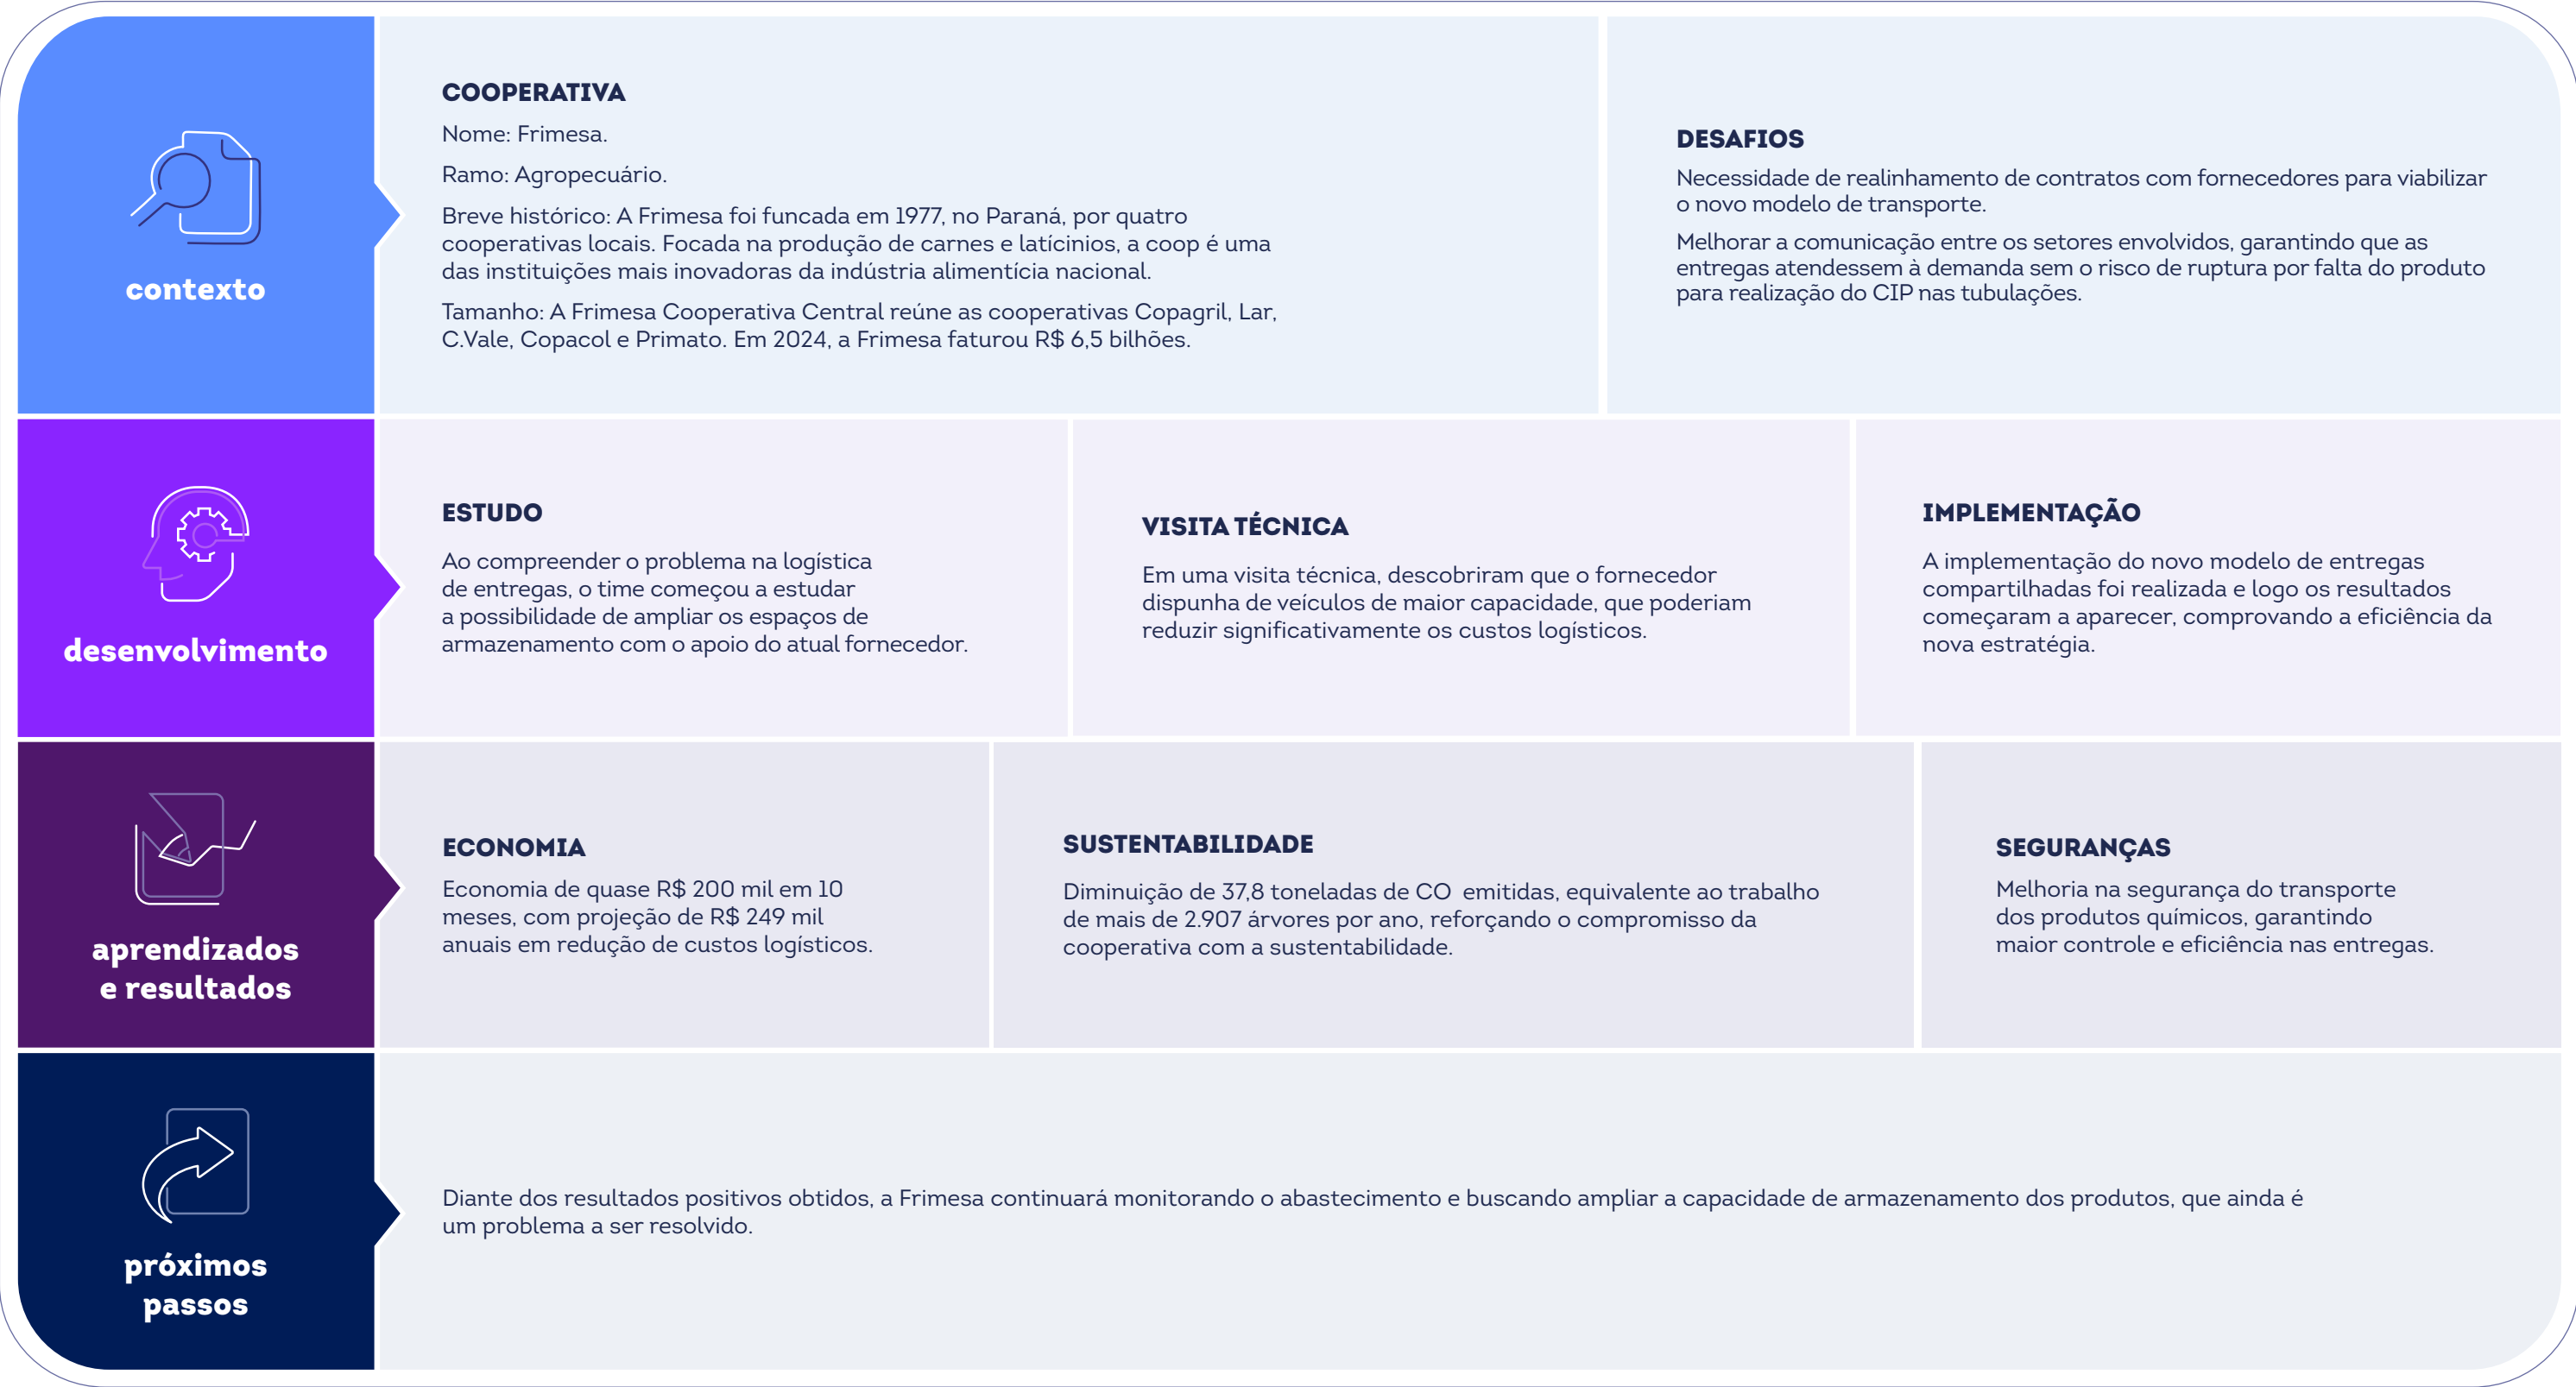 contexto
COOPERATIVA
Nome: Frimesa.
Ramo: Agropecuário.
Breve histórico: A Frimesa foi funcada em 1977, no Paraná, por quatro
cooperativas locais. Focada na produção de carnes e latícinios, a coop é uma
das instituições mais inovadoras da indústria alimentícia nacional.
Tamanho: A Frimesa Cooperativa Central reúne as cooperativas Copagril, Lar,
C.Vale, Copacol e Primato. Em 2024, a Frimesa faturou R$ 6,5 bilhões.
DESAFIOS
Necessidade de realinhamento de contratos com fornecedores para viabilizar
o novo modelo de transporte.
Melhorar a comunicação entre os setores envolvidos, garantindo que as
entregas atendessem à demanda sem o risco de ruptura por falta do produto
para realização do CIP nas tubulações.
desenvolvimento
ESTUDO
Ao compreender o problema na logística
de entregas, o time começou a estudar
a possibilidade de ampliar os espaços de
armazenamento com o apoio do atual fornecedor.
VISITA TÉCNICA
Em uma visita técnica, descobriram que o fornecedor
dispunha de veículos de maior capacidade, que poderiam
reduzir significativamente os custos logísticos.
IMPLEMENTAÇÃO
A implementação do novo modelo de entregas
compartilhadas foi realizada e logo os resultados
começaram a aparecer, comprovando a eficiência da
nova estratégia.
aprendizados
e resultados
ECONOMIA
Economia de quase R$ 200 mil em 10
meses, com projeção de R$ 249 mil
anuais em redução de custos logísticos.
SUSTENTABILIDADE
Diminuição de 37,8 toneladas de CO  emitidas, equivalente ao trabalho
de mais de 2.907 árvores por ano, reforçando o compromisso da
cooperativa com a sustentabilidade.
SEGURANÇAS
Melhoria na segurança do transporte
dos produtos químicos, garantindo
maior controle e eficiência nas entregas.
próximos
passos
Diante dos resultados positivos obtidos, a Frimesa continuará monitorando o abastecimento e buscando ampliar a capacidade de armazenamento dos produtos, que ainda é
um problema a ser resolvido.